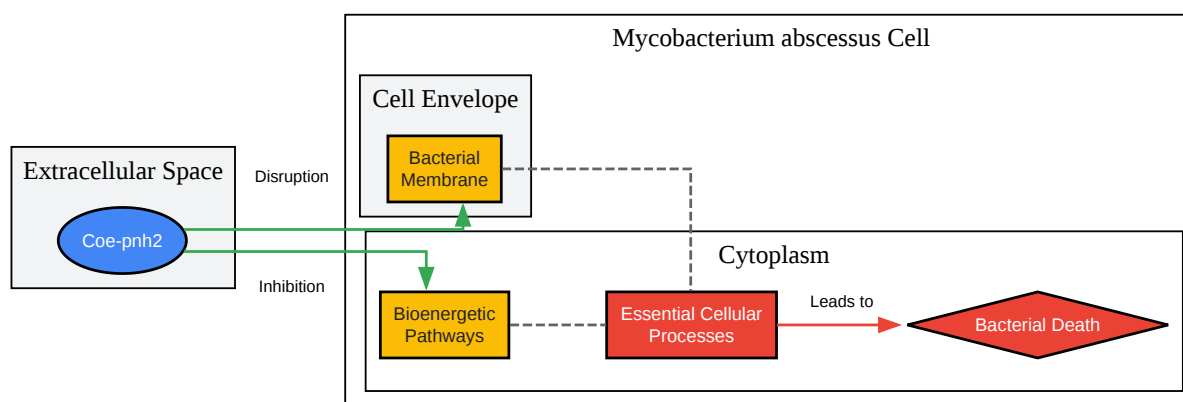 Mycobacterium abscessus Cell
Cell Envelope
Bacterial
Membrane
Extracellular Space
Disruption
Coe-pnh2
Inhibition
Cytoplasm
Bioenergetic
Pathways
Essential Cellular
Processes
Leads to
Bacterial Death